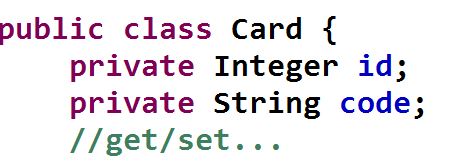 public class Card {
    private Integer id;
    private String code;
    //get/set...